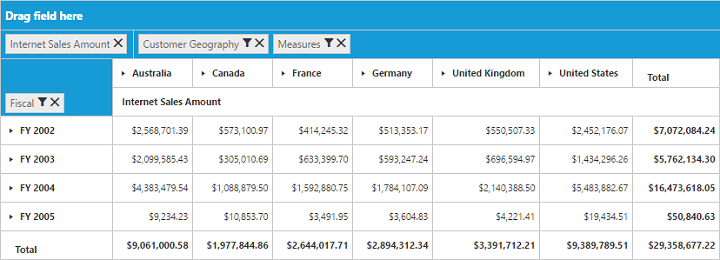 Drag field here
Internet Sales Amount Customer Geography Measures
Australia Canada France Germany United Kingdom United States Total
Fiscal Internet Sales Amount
FY 2002 $2,568,701.39 $573,100.97 $414,245.32 $513,353.17 $550,507.33 $2,452,176.07 $7,072,084.24
FY 2003 $2,099,585.43 $305,010.69 $633,399.70 $593,247.24 $696,594.97 $1,434,296.26 $5,762,134.30
FY 2004 $4,383,479.54 $1,088,879.50 $1,592,880.75 $1,784,107.09 $2,140,388.50 $5,483,882.67 $16,473,618.05
FY 2005 $9,234.23 $10,853.70 $3,491.95 $3,604.83 $4,221.41 $19,434.51 $50,840.63
Total $9,061,000.58 $1,977,844.86 $2,644,017.71 $2,894,312.34 $3,391,712.21 $9,389,789.51 $29,358,677.22